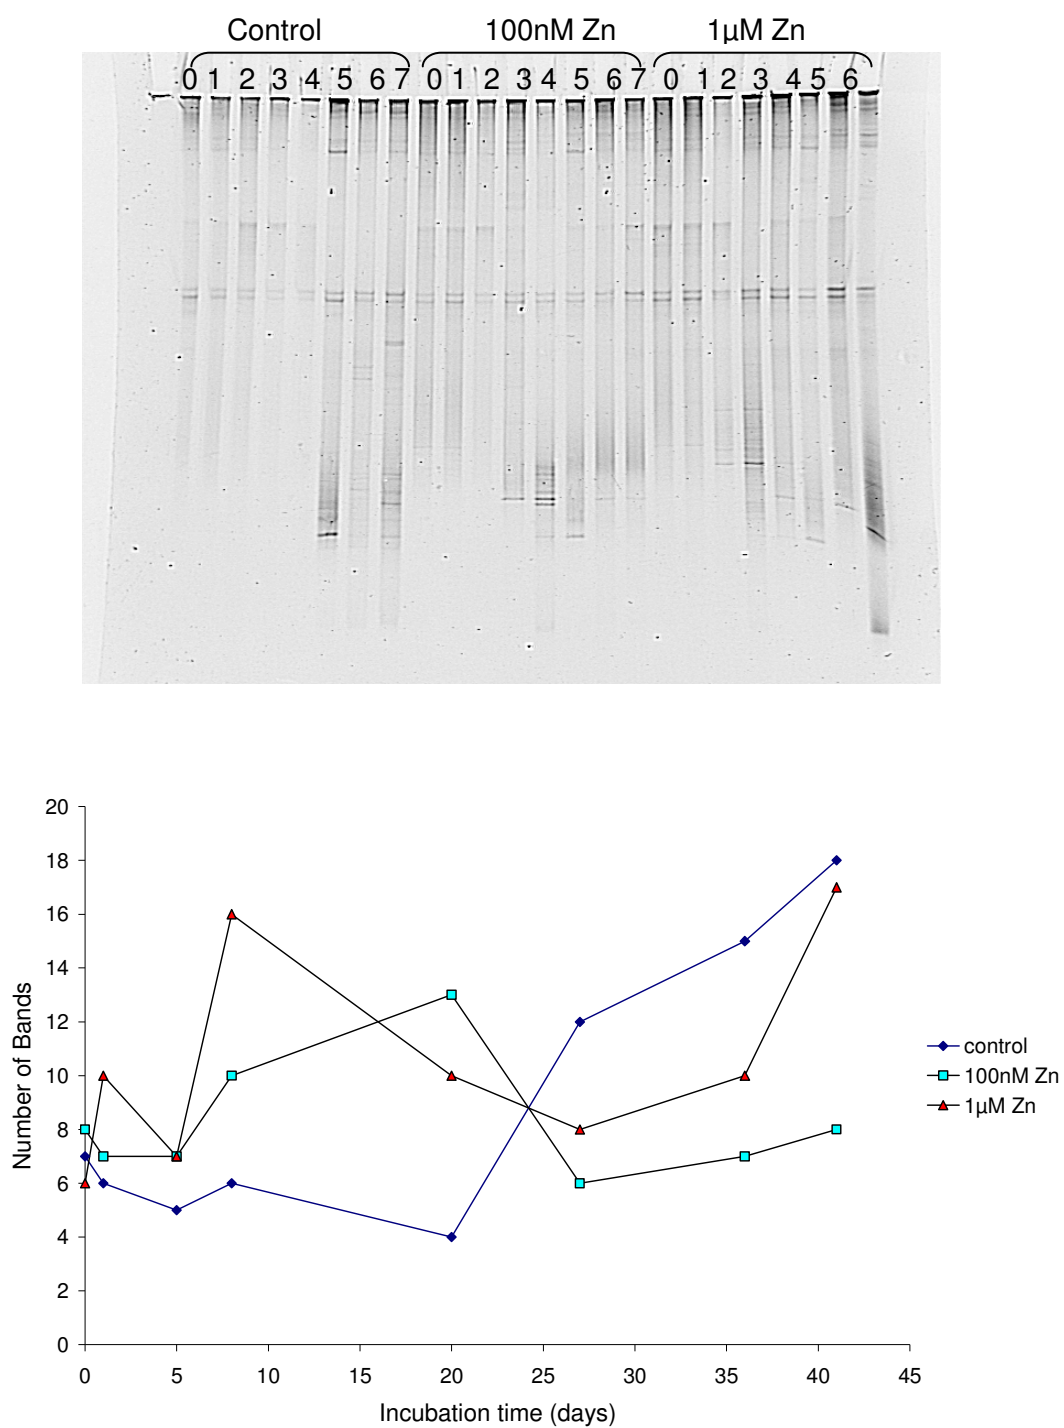 Control 100nM Zn 1µM Zn
0 1 2 3 4 5 6 7 0 1 2 3 4 5 6 7 0 1 2 3 4 5 6
20
18
16
14
12
10
8
6
4
2
0
Number of Bands
0 5 10 15 20 25 30 35 40 45
Incubation time (days)
control
100nM Zn
1µM Zn